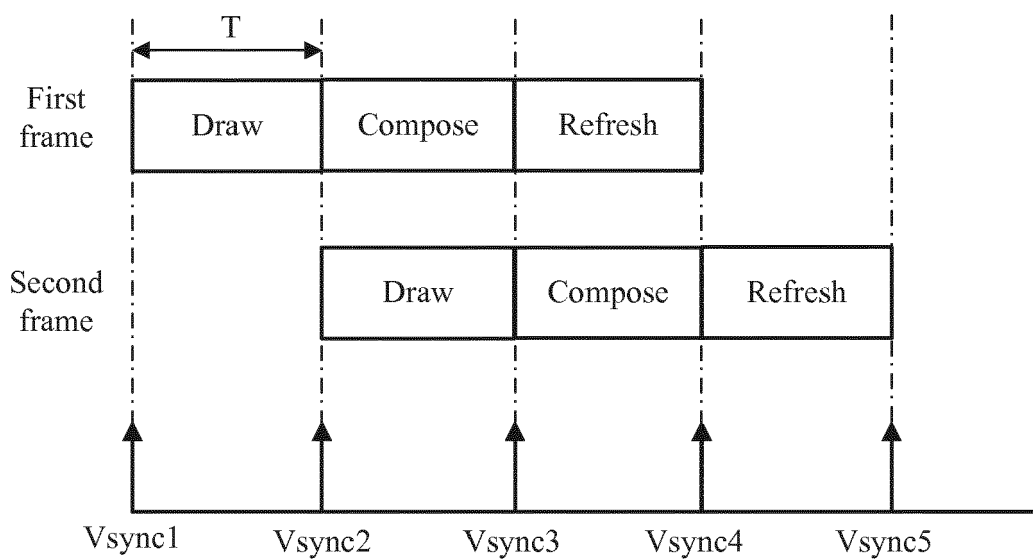 T
First
frame
Draw Compose Refresh
Second
frame
Draw Compose Refresh
Vsync1 Vsync2 Vsync3 Vsync4 Vsync5